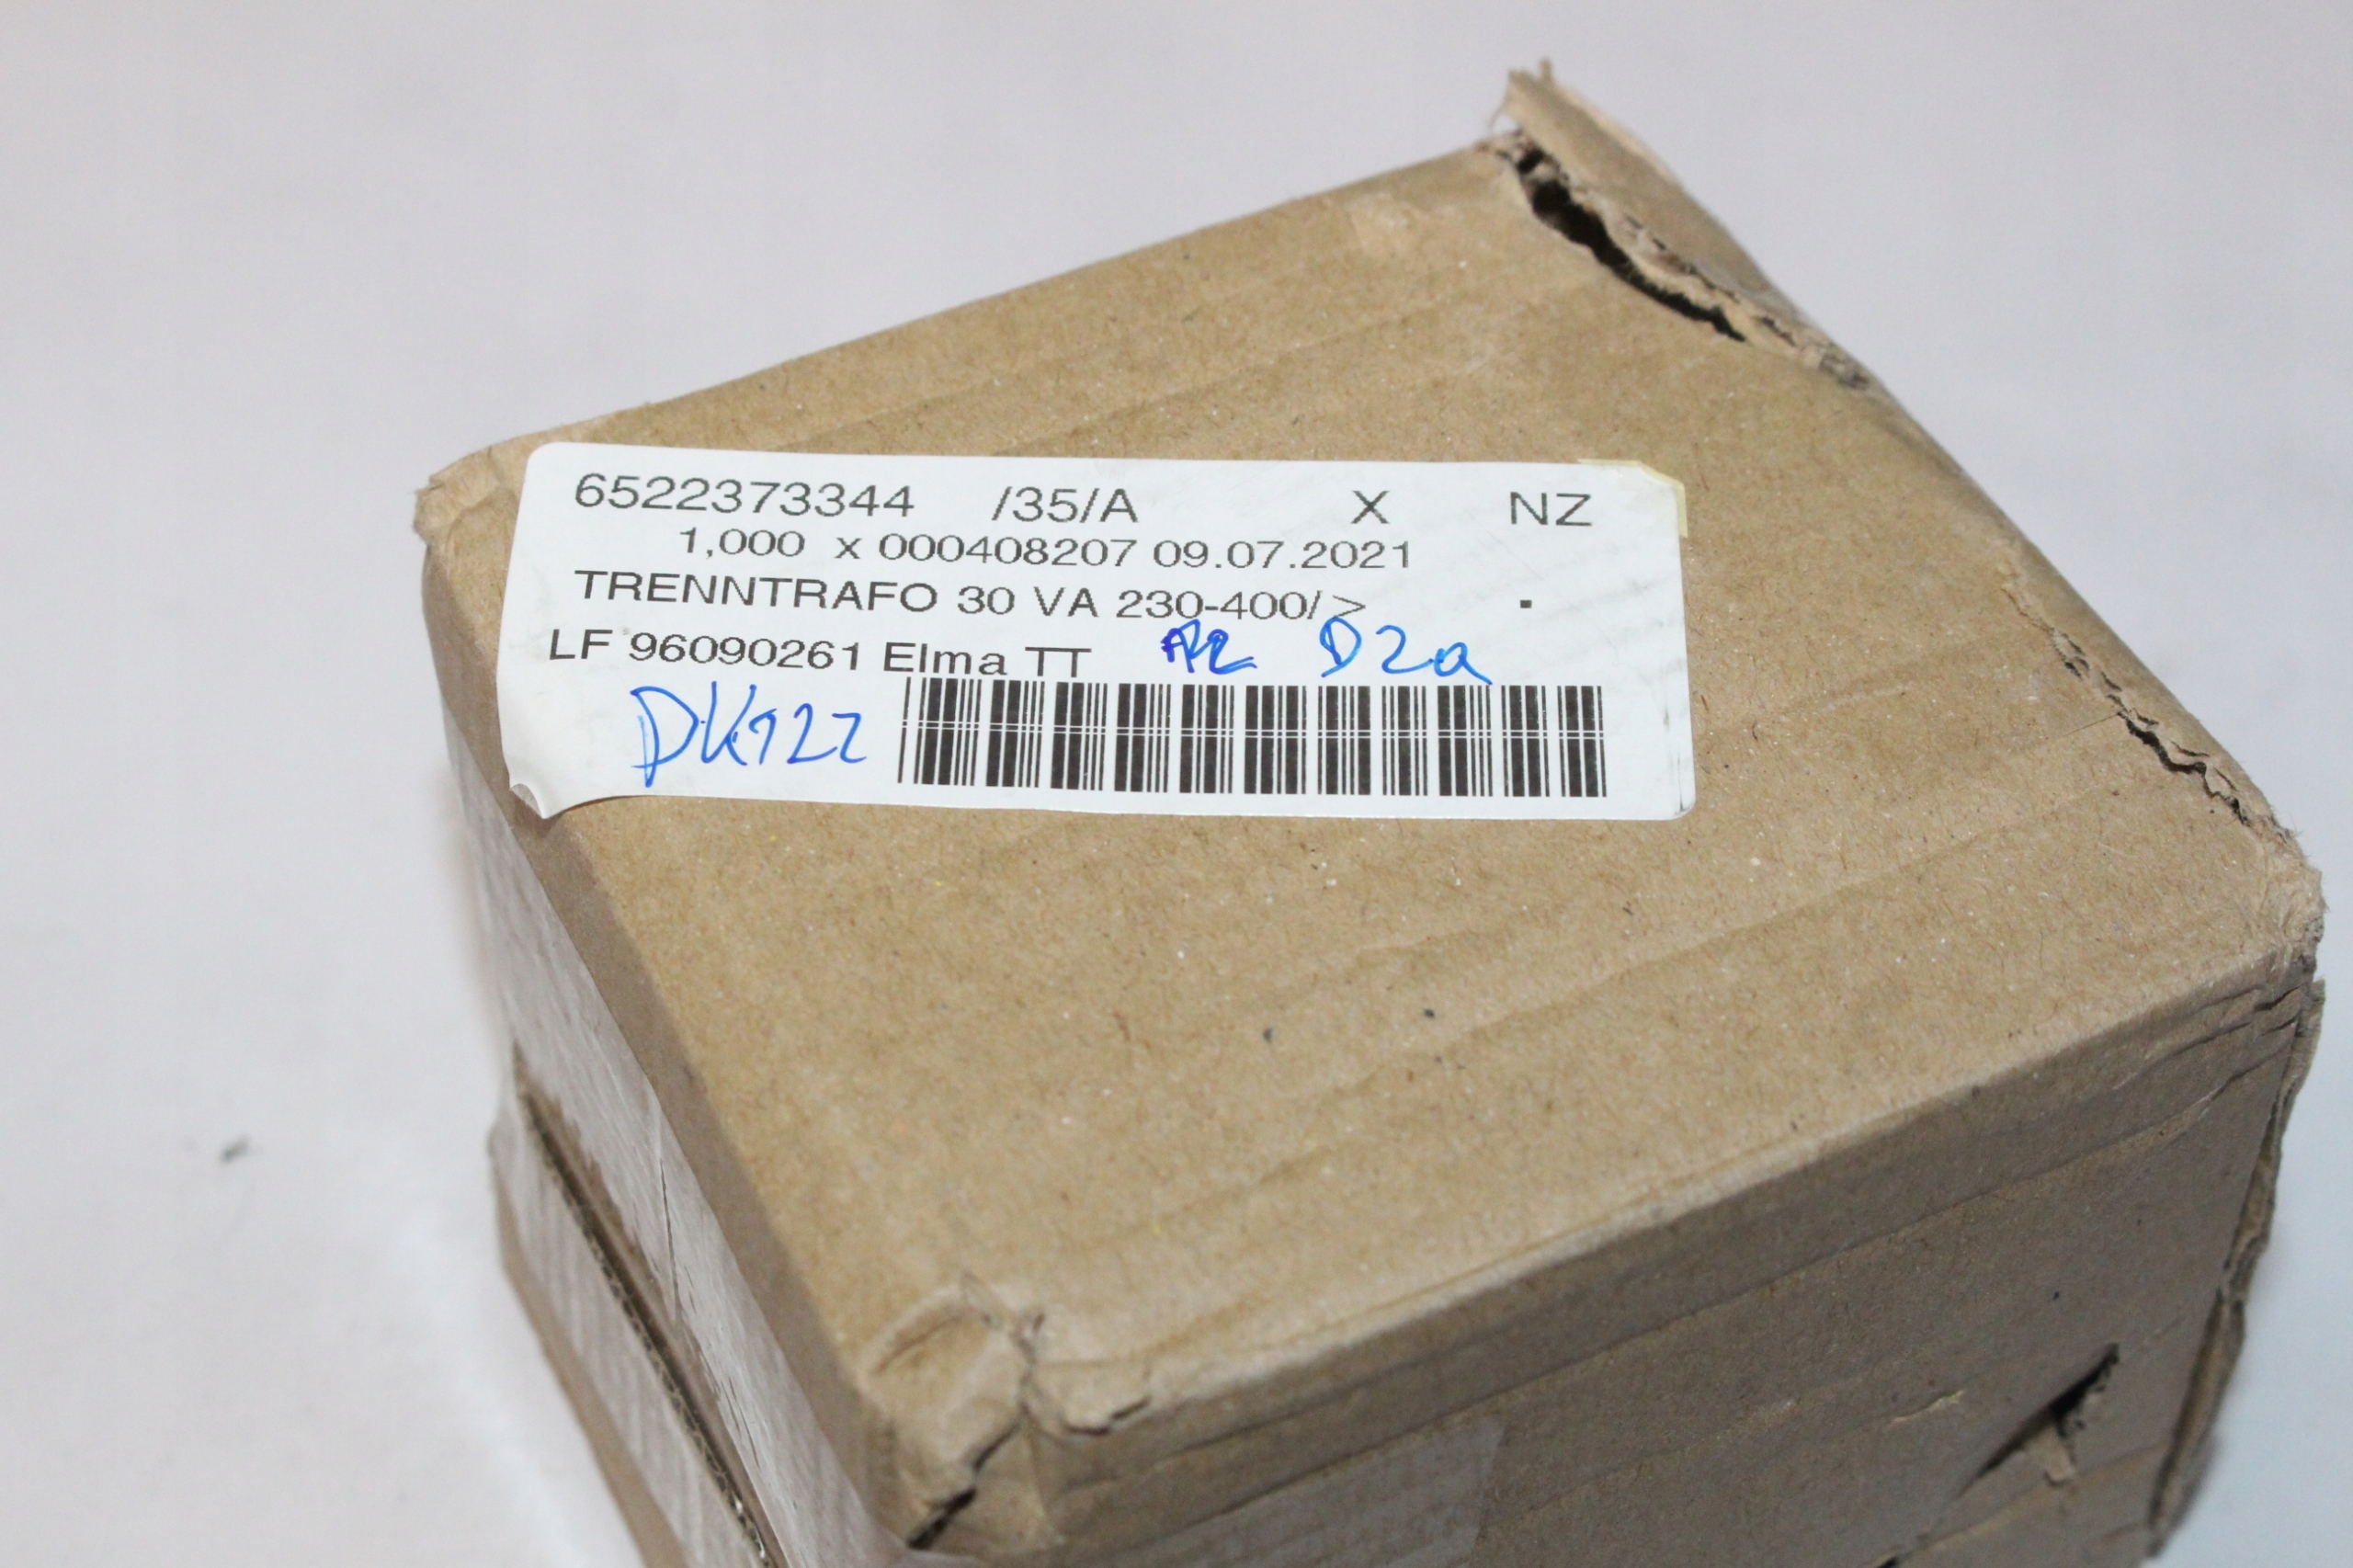 6522373344 /35/A X NZ
1,000 x 000408207 09.07.2021
TRENNTRAFO 30 VA 230-400/>
LF 96090261 Elma TT D2a